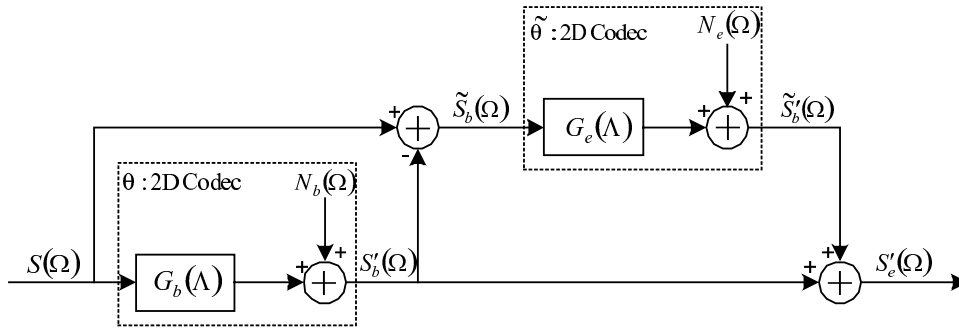 θ̃ : 2D Codec
N_e(Ω)
+
+
+
+
S̃_b(Ω)
G_e(Λ)
+
S̃′_b(Ω)
-
θ : 2D Codec
N_b(Ω)
S(Ω)
G_b(Λ)
+
+
+
S′_b(Ω)
+
+
+
S′_e(Ω)